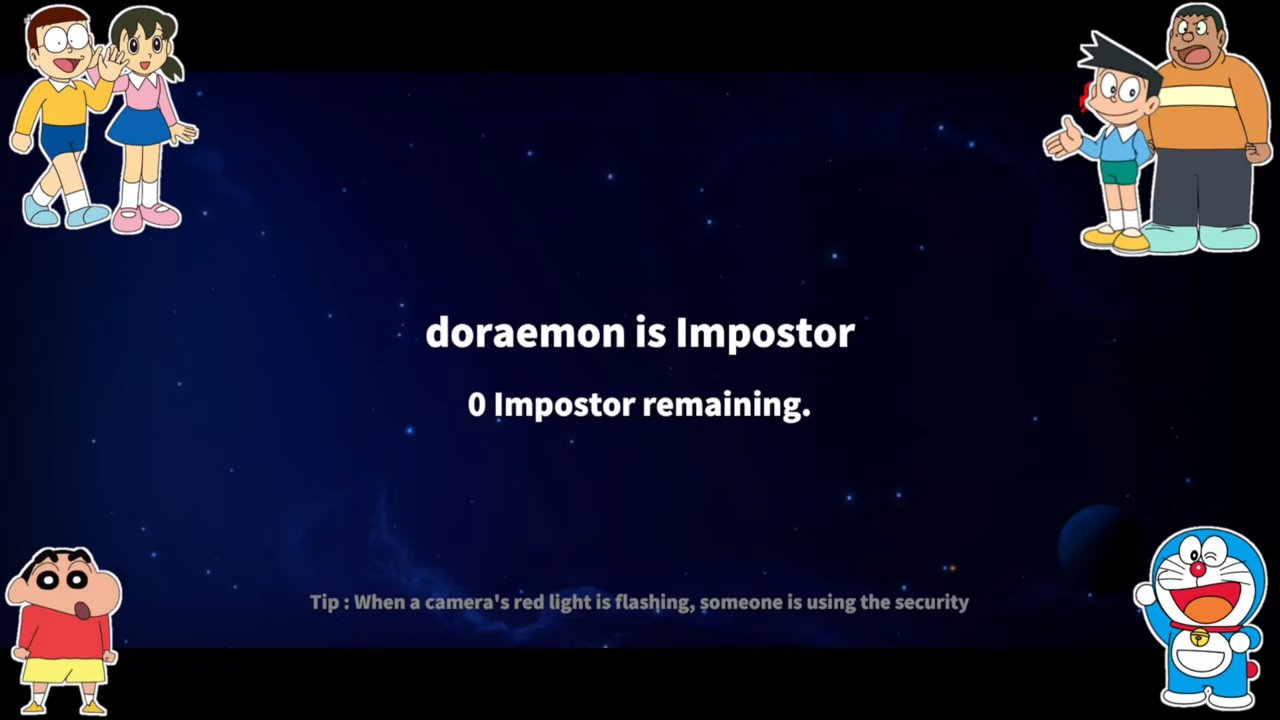 doraemon is Impostor
0 Impostor remaining.
Tip : When a camera's red light is flashing, someone is using the security